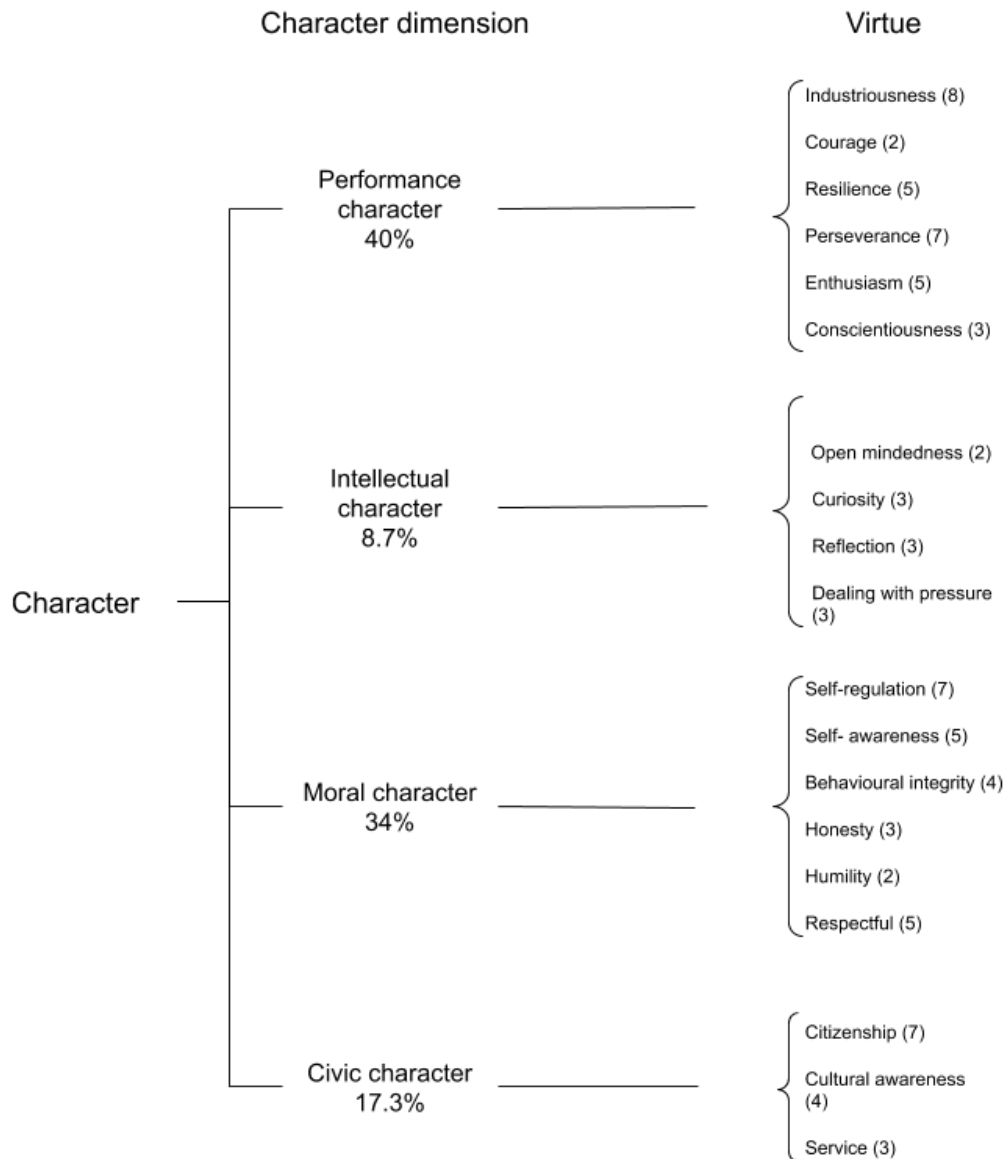 Character dimension
Virtue
Industriousness (8)
Courage (2)
Performance
character
40%
Resilience (5)
Perseverance (7)
Enthusiasm (5)
Conscientiousness (3)
Open mindedness (2)
Intellectual
character
8.7%
Curiosity (3)
Reflection (3)
Dealing with pressure
(3)
Character
Self-regulation (7)
Self- awareness (5)
Moral character
34%
Behavioural integrity (4)
Honesty (3)
Humility (2)
Respectful (5)
Civic character
17.3%
Citizenship (7)
Cultural awareness
(4)
Service (3)